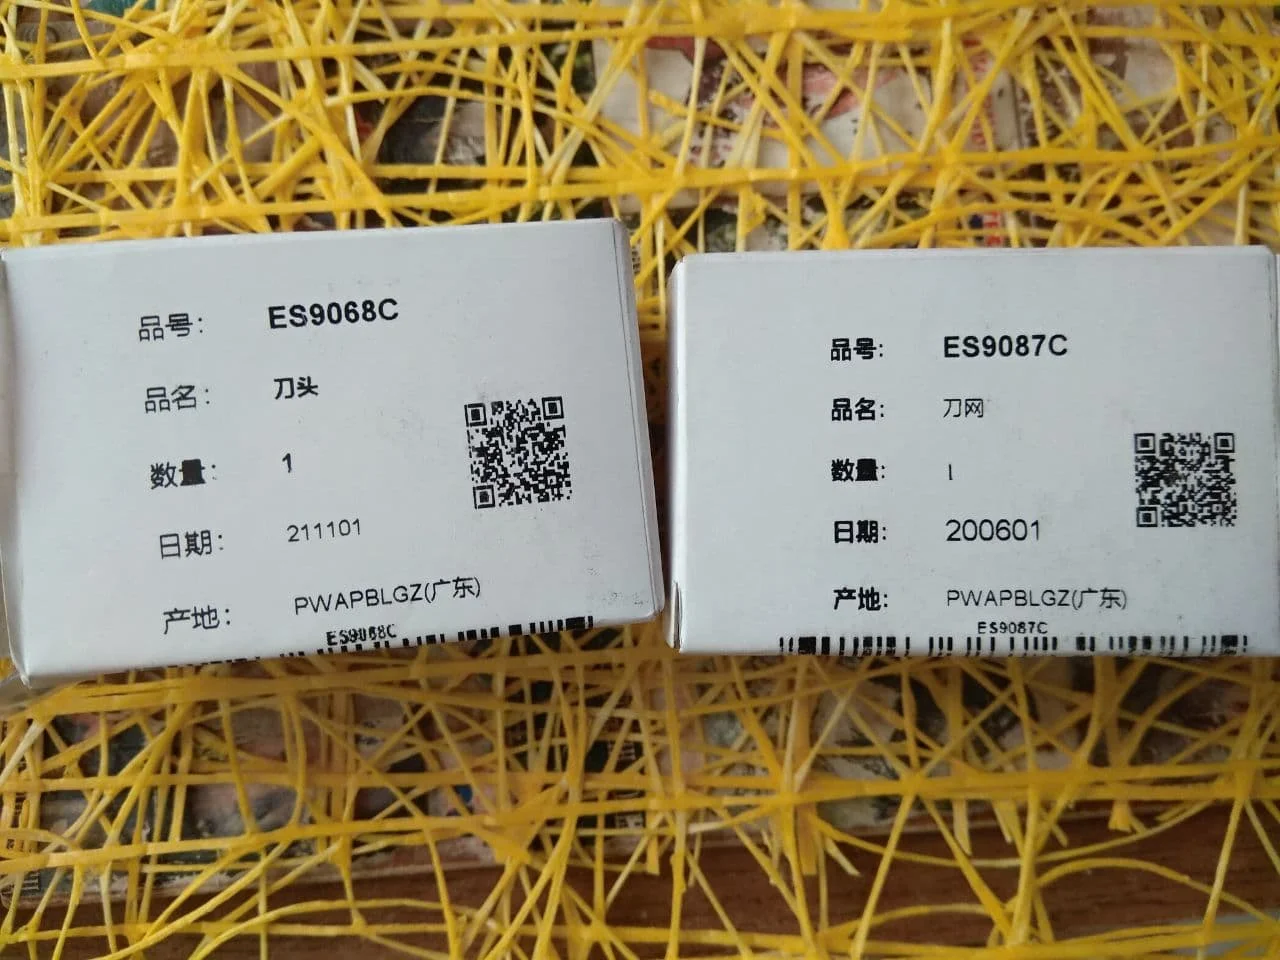 品号: ES9068C
品名: 刀头
数量: 1
日期: 211101
产地: PWAPBLGZ(广东)
ES9068C
品号: ES9087C
品名: 刀网
数量: 1
日期: 200601
产地: PWAPBLGZ(广东)
ES9087C